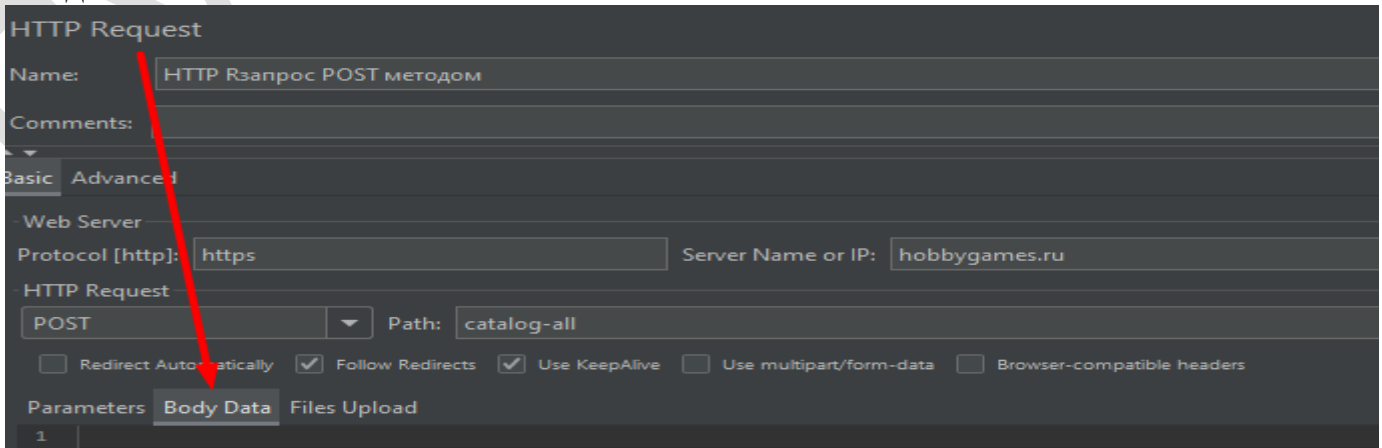 HTTP Request
Name: HTTP Rзапрос POST методом
Comments:
Basic Advanced
Web Server
Protocol [http]: https Server Name or IP: hobbygames.ru
HTTP Request
POST Path: catalog-all
Redirect Automatically Follow Redirects Use KeepAlive Use multipart/form-data Browser-compatible headers
Parameters Body Data Files Upload
1